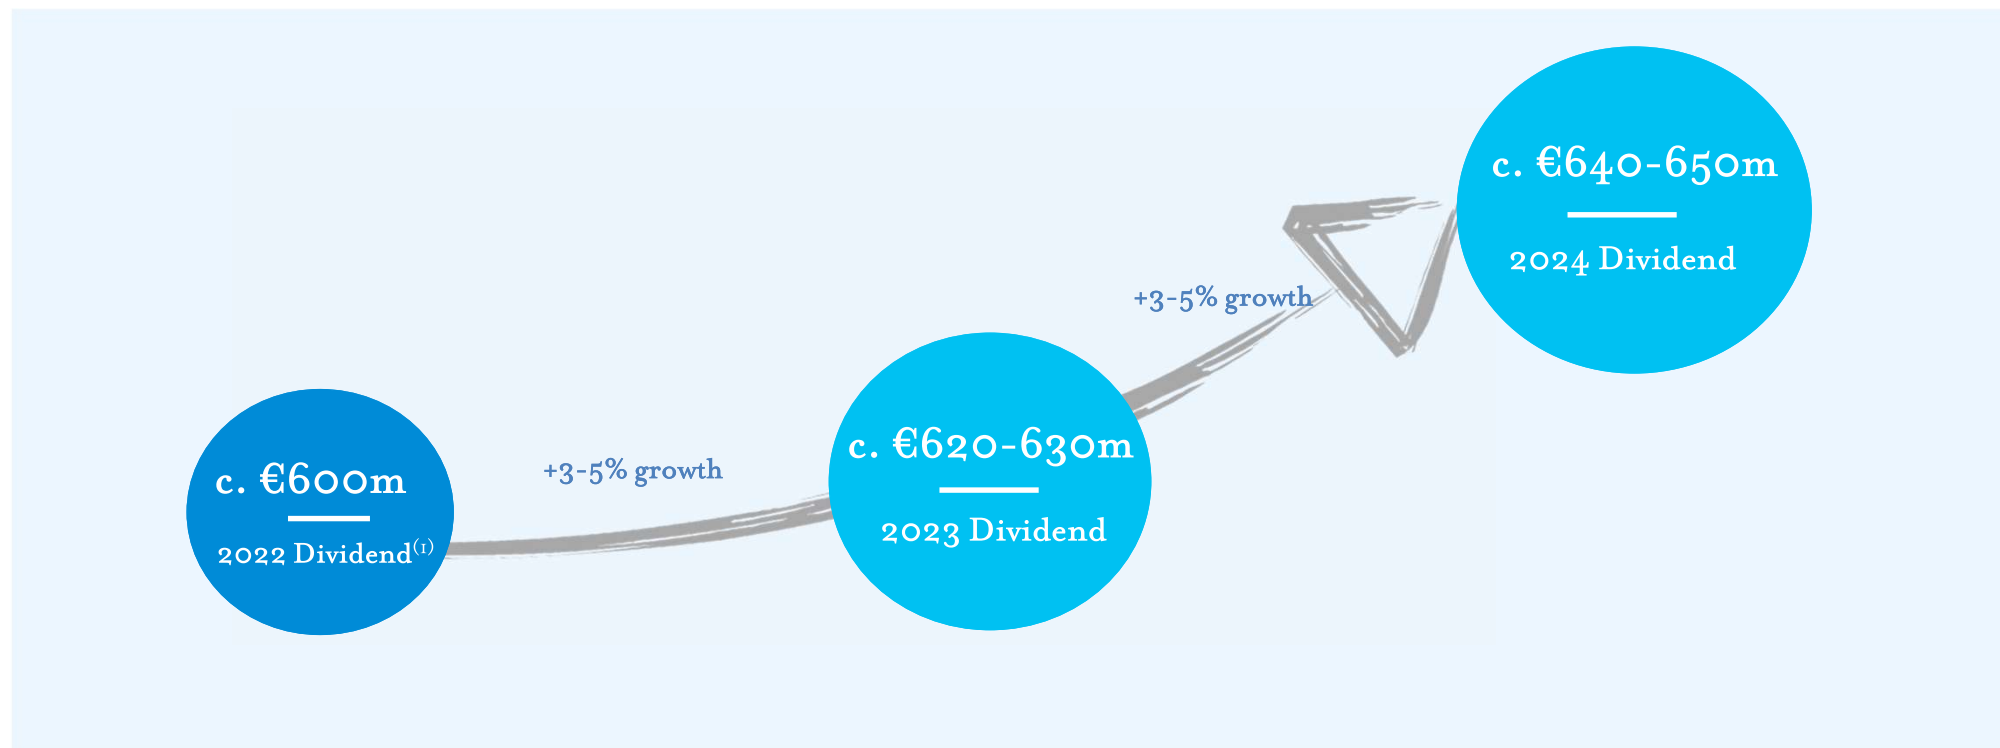 c. €600m
2022 Dividend(1)
+3-5% growth
c. €620-630m
2023 Dividend
+3-5% growth
c. €640-650m
2024 Dividend